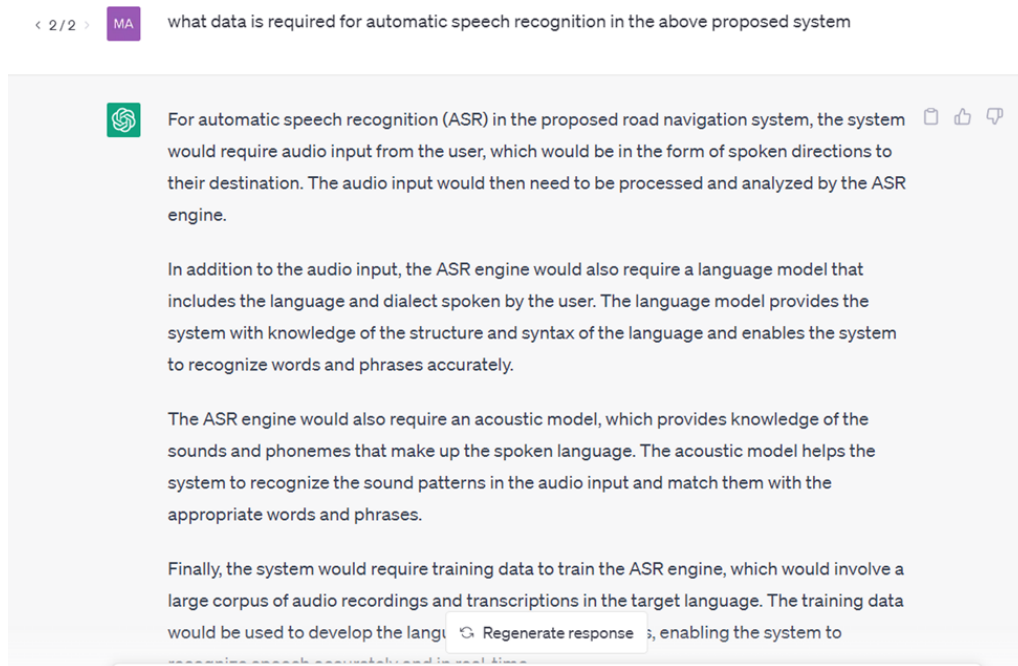 < 2/2 > MA what data is required for automatic speech recognition in the above proposed system
For automatic speech recognition (ASR) in the proposed road navigation system, the system
would require audio input from the user, which would be in the form of spoken directions to
their destination. The audio input would then need to be processed and analyzed by the ASR
engine.
In addition to the audio input, the ASR engine would also require a language model that
includes the language and dialect spoken by the user. The language model provides the
system with knowledge of the structure and syntax of the language and enables the system
to recognize words and phrases accurately.
The ASR engine would also require an acoustic model, which provides knowledge of the
sounds and phonemes that make up the spoken language. The acoustic model helps the
system to recognize the sound patterns in the audio input and match them with the
appropriate words and phrases.
Finally, the system would require training data to train the ASR engine, which would involve a
large corpus of audio recordings and transcriptions in the target language. The training data
would be used to develop the Regenerate response enabling the system to